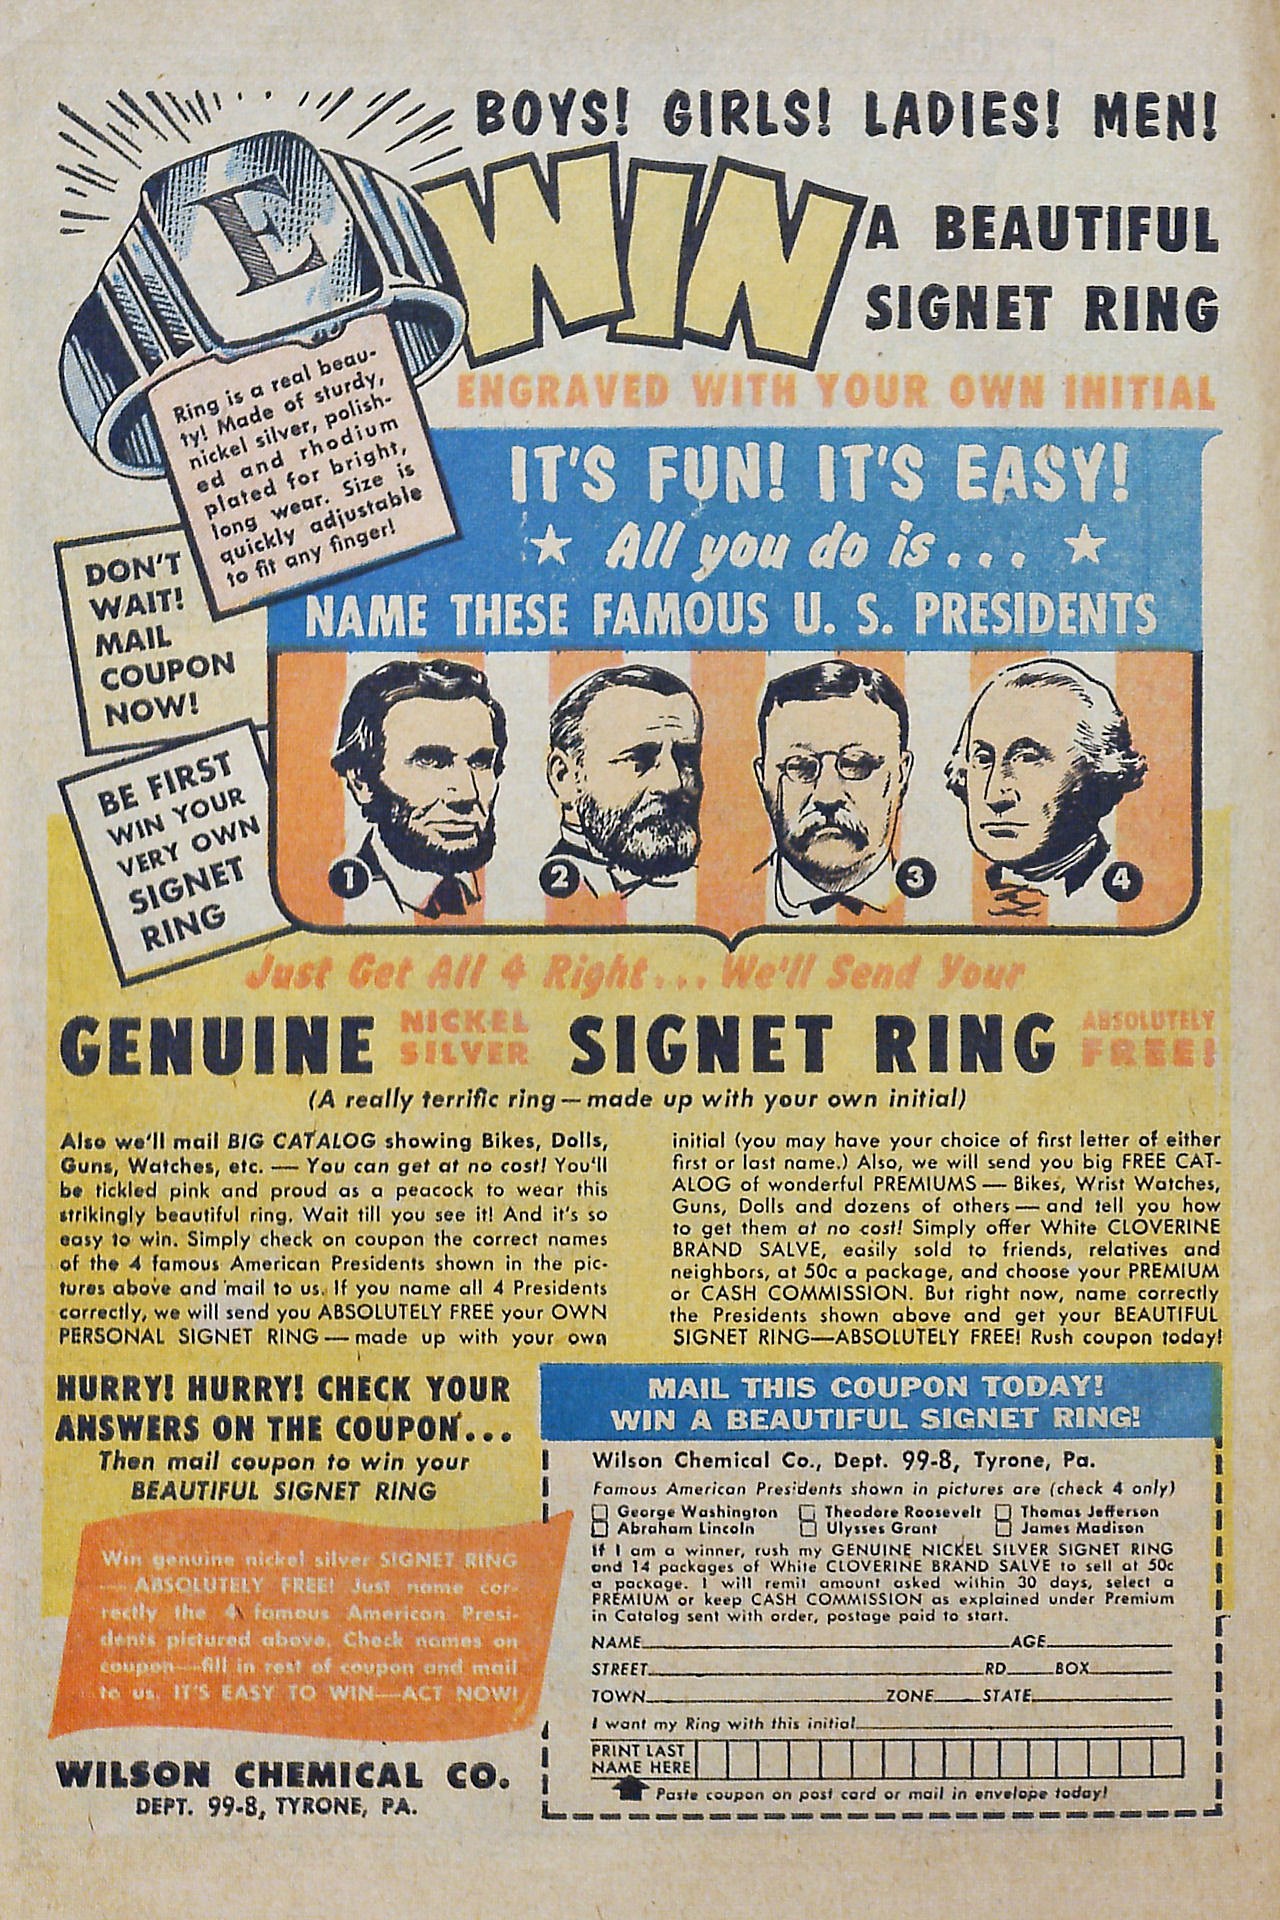 BOYS! GIRLS! LADIES! MEN!
WIN
A BEAUTIFUL
SIGNET RING
ENGRAVED WITH YOUR OWN INITIAL
E
Ring is a real beau-
ty! Made of sturdy,
nickel silver, polish-
ed and rhodium
plated for bright,
long wear. Size is
quickly adjustable
to fit any finger!
IT'S FUN! IT'S EASY!
★ All you do is... ★
NAME THESE FAMOUS U. S. PRESIDENTS
DON'T
WAIT!
MAIL
COUPON
NOW!
BE FIRST
WIN YOUR
VERY OWN
SIGNET
RING
1 2 3 4
Just Get All 4 Right... We'll Send Your
GENUINE NICKEL SILVER SIGNET RING ABSOLUTELY FREE!
(A really terrific ring—made up with your own initial)
Also we'll mail BIG CATALOG showing Bikes, Dolls,
Guns, Watches, etc. — You can get at no cost! You'll
be tickled pink and proud as a peacock to wear this
strikingly beautiful ring. Wait till you see it! And it's so
easy to win. Simply check on coupon the correct names
of the 4 famous American Presidents shown in the pic-
tures above and mail to us. If you name all 4 Presidents
correctly, we will send you ABSOLUTELY FREE your OWN
PERSONAL SIGNET RING—made up with your own
initial (you may have your choice of first letter of either
first or last name.) Also, we will send you big FREE CAT-
ALOG of wonderful PREMIUMS — Bikes, Wrist Watches,
Guns, Dolls and dozens of others—and tell you how
to get them at no cost! Simply offer White CLOVERINE
BRAND SALVE, easily sold to friends, relatives and
neighbors, at 50c a package, and choose your PREMIUM
or CASH COMMISSION. But right now, name correctly
the Presidents shown above and get your BEAUTIFUL
SIGNET RING—ABSOLUTELY FREE! Rush coupon today!
HURRY! HURRY! CHECK YOUR
ANSWERS ON THE COUPON...
Then mail coupon to win your
BEAUTIFUL SIGNET RING
Win genuine nickel silver SIGNET RING
— ABSOLUTELY FREE! Just name cor-
rectly the 4 famous American Presi-
dents pictured above. Check names on
coupon—fill in rest of coupon and mail
to us. IT'S EASY TO WIN—ACT NOW!
WILSON CHEMICAL CO.
DEPT. 99-8, TYRONE, PA.
MAIL THIS COUPON TODAY!
WIN A BEAUTIFUL SIGNET RING!
Wilson Chemical Co., Dept. 99-8, Tyrone, Pa.
Famous American Presidents shown in pictures are (check 4 only)
☐ George Washington ☐ Theodore Roosevelt ☐ Thomas Jefferson
☐ Abraham Lincoln ☐ Ulysses Grant ☐ James Madison
If I am a winner, rush my GENUINE NICKEL SILVER SIGNET RING
and 14 packages of White CLOVERINE BRAND SALVE to sell at 50c
a package. I will remit amount asked within 30 days, select a
PREMIUM or keep CASH COMMISSION as explained under Premium
in Catalog sent with order, postage paid to start.
NAME AGE
STREET RD BOX
TOWN ZONE STATE
I want my Ring with this initial
PRINT LAST
NAME HERE
Paste coupon on post card or mail in envelope today!